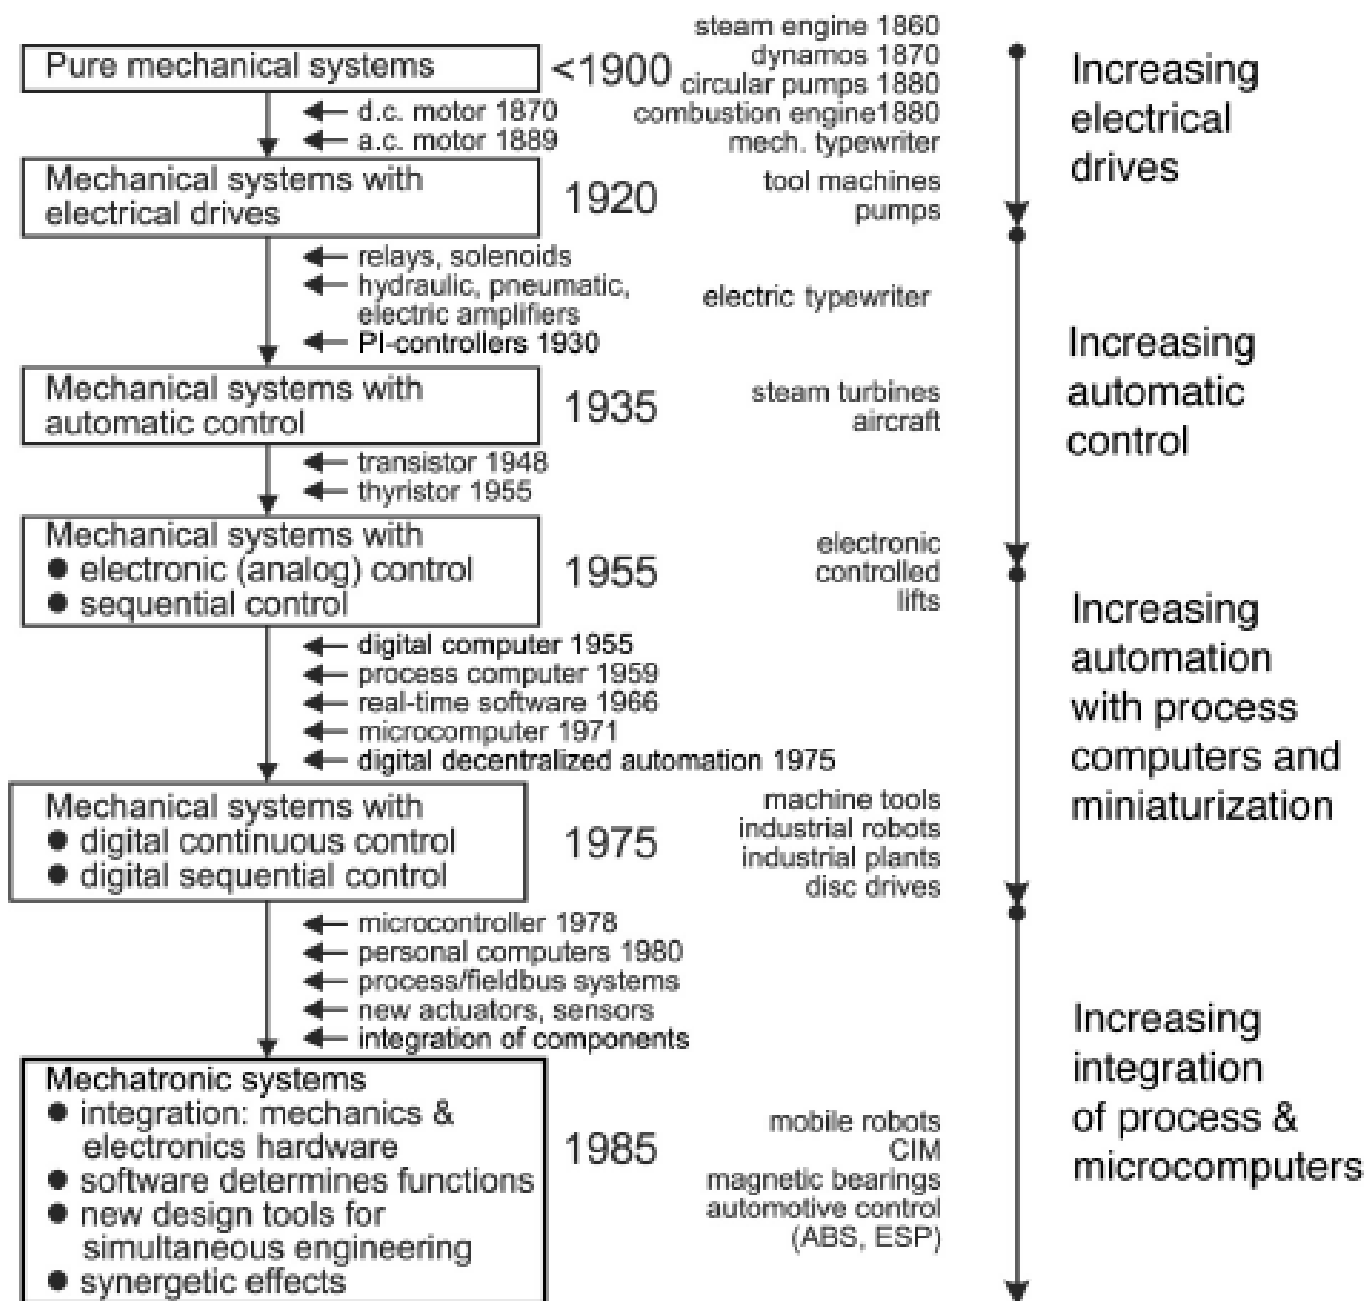 steam engine 1860
Pure mechanical systems
<1900
dynamos 1870
circular pumps 1880
combustion engine1880
mech. typewriter
Increasing
electrical
drives
d.c. motor 1870
a.c. motor 1889
Mechanical systems with
electrical drives
1920
tool machines
pumps
relays, solenoids
hydraulic, pneumatic,
electric amplifiers
PI-controllers 1930
electric typewriter
Increasing
automatic
control
Mechanical systems with
automatic control
1935
steam turbines
aircraft
transistor 1948
thyristor 1955
Mechanical systems with
● electronic (analog) control
● sequential control
1955
electronic
controlled
lifts
Increasing
automation
with process
computers and
miniaturization
digital computer 1955
process computer 1959
real-time software 1966
microcomputer 1971
digital decentralized automation 1975
Mechanical systems with
● digital continuous control
● digital sequential control
1975
machine tools
industrial robots
industrial plants
disc drives
microcontroller 1978
personal computers 1980
process/fieldbus systems
new actuators, sensors
integration of components
Increasing
integration
of process &
microcomputers
Mechatronic systems
● integration: mechanics &
electronics hardware
● software determines functions
● new design tools for
simultaneous engineering
● synergetic effects
1985
mobile robots
CIM
magnetic bearings
automotive control
(ABS, ESP)